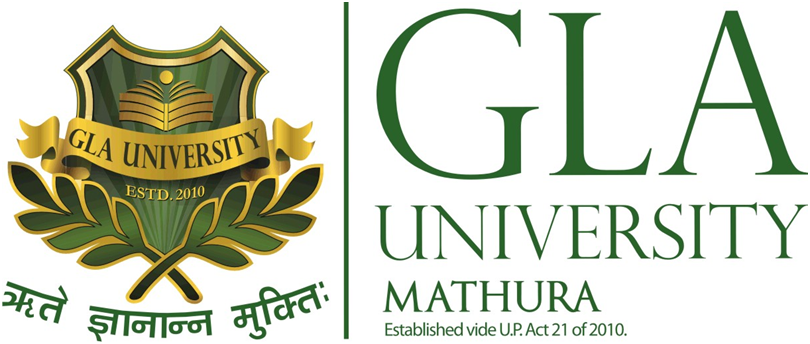 GLA UNIVERSITY
ESTD. 2010
ऋते ज्ञानान्न मुक्तिः
GLA
UNIVERSITY
MATHURA
Established vide U.P. Act 21 of 2010.